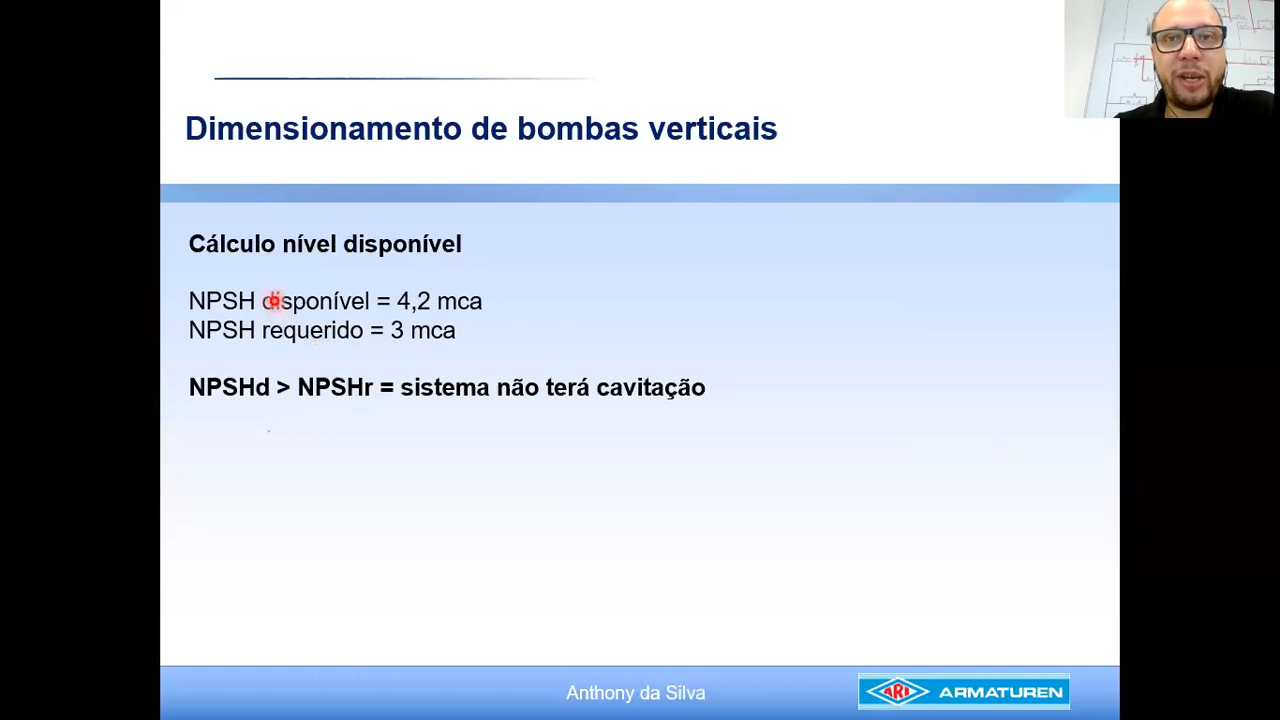 Dimensionamento de bombas verticais
Cálculo nível disponível
NPSH disponível = 4,2 mca
NPSH requerido = 3 mca
NPSHd > NPSHr = sistema não terá cavitação
Anthony da Silva
ARI ARMATUREN